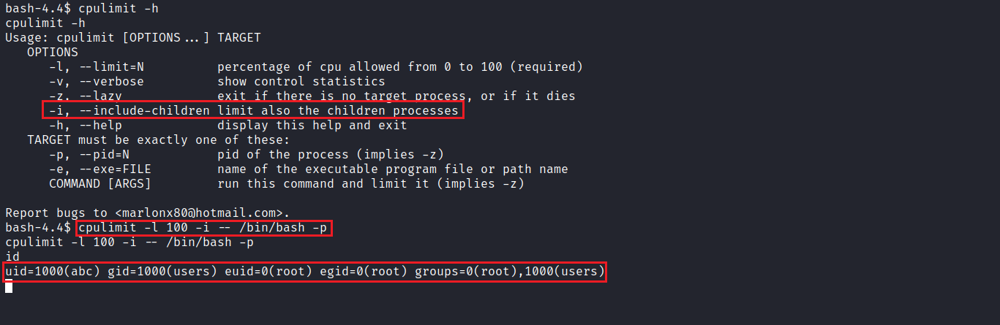 bash-4.4$ cpulimit -h
cpulimit -h
Usage: cpulimit [OPTIONS...] TARGET
   OPTIONS
      -l, --limit=N          percentage of cpu allowed from 0 to 100 (required)
      -v, --verbose          show control statistics
      -z, --lazy             exit if there is no target process, or if it dies
      -i, --include-children limit also the children processes
      -h, --help             display this help and exit
   TARGET must be exactly one of these:
      -p, --pid=N            pid of the process (implies -z)
      -e, --exe=FILE         name of the executable program file or path name
      COMMAND [ARGS]         run this command and limit it (implies -z)

Report bugs to <marlonx80@hotmail.com>.
bash-4.4$ cpulimit -l 100 -i -- /bin/bash -p
cpulimit -l 100 -i -- /bin/bash -p
id
uid=1000(abc) gid=1000(users) euid=0(root) egid=0(root) groups=0(root),1000(users)